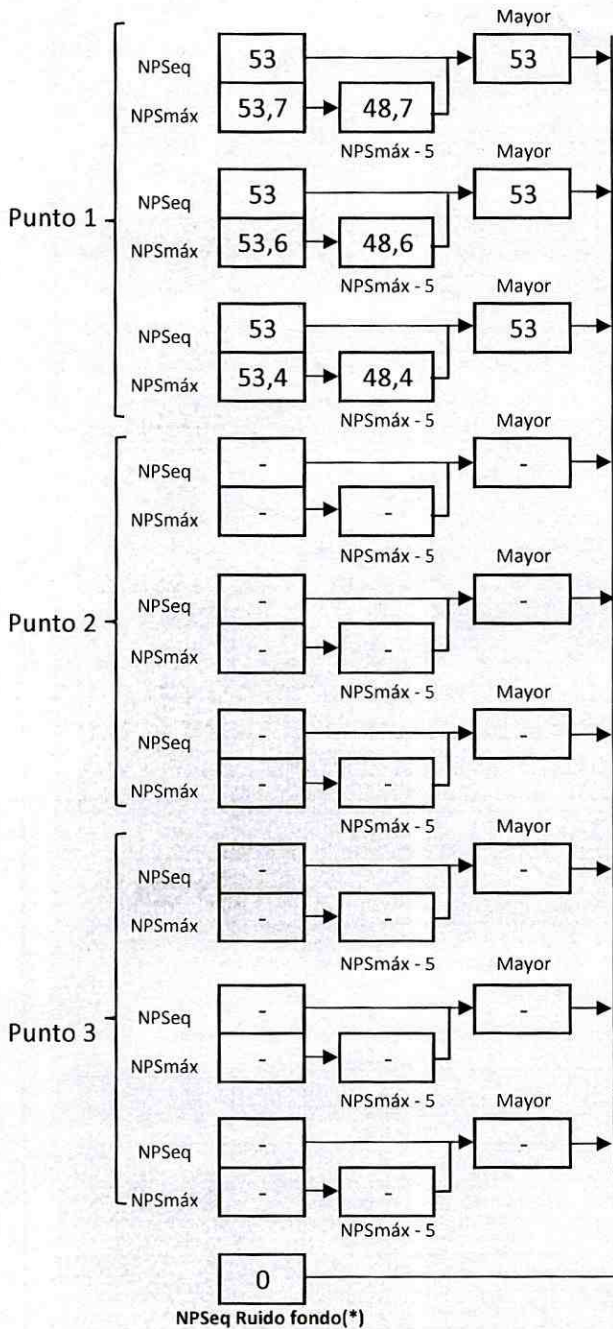 Mayor
NPSeq 53 53
NPSmáx 53,7 48,7
NPSmáx - 5 Mayor
NPSeq 53 53
Punto 1
NPSmáx 53,6 48,6
NPSmáx - 5 Mayor
NPSeq 53 53
NPSmáx 53,4 48,4
NPSmáx - 5 Mayor
NPSeq - -
NPSmáx - -
NPSmáx - 5 Mayor
NPSeq - -
Punto 2
NPSmáx - -
NPSmáx - 5 Mayor
NPSeq - -
NPSmáx - -
NPSmáx - 5 Mayor
NPSeq - -
NPSmáx - -
NPSmáx - 5 Mayor
NPSeq - -
Punto 3
NPSmáx - -
NPSmáx - 5 Mayor
NPSeq - -
NPSmáx - -
NPSmáx - 5
0
NPSeq Ruido fondo(*)